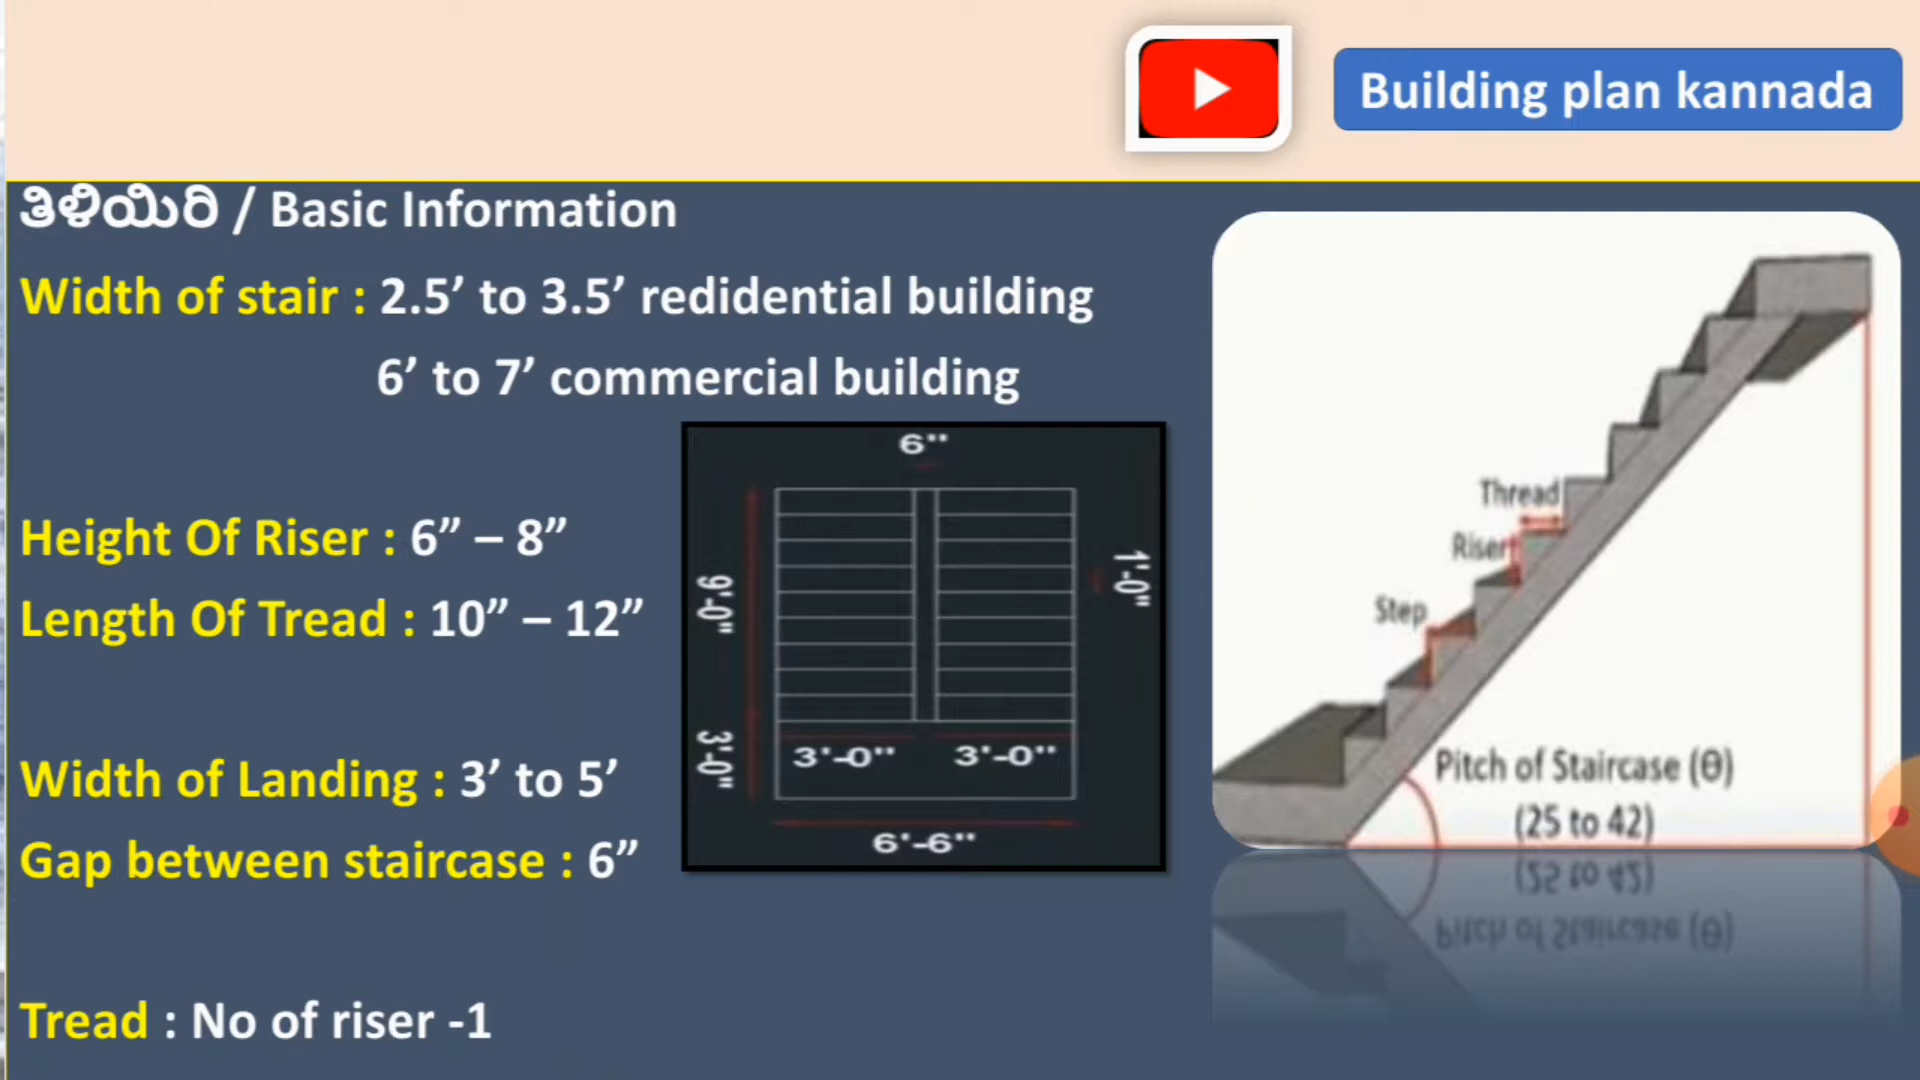 Building plan kannada
ತಿಳಿಯಿರಿ / Basic Information
Width of stair : 2.5’ to 3.5’ redidential building
6’ to 7’ commercial building
Height Of Riser : 6” – 8”
Length Of Tread : 10” – 12”
Width of Landing : 3’ to 5’
Gap between staircase : 6”
Tread : No of riser -1
6"
9'-0"
1'-0"
3'-0"
3'-0"
3'-0"
6'-6"
Thread
Riser
Step
Pitch of Staircase (θ)
(25 to 42)